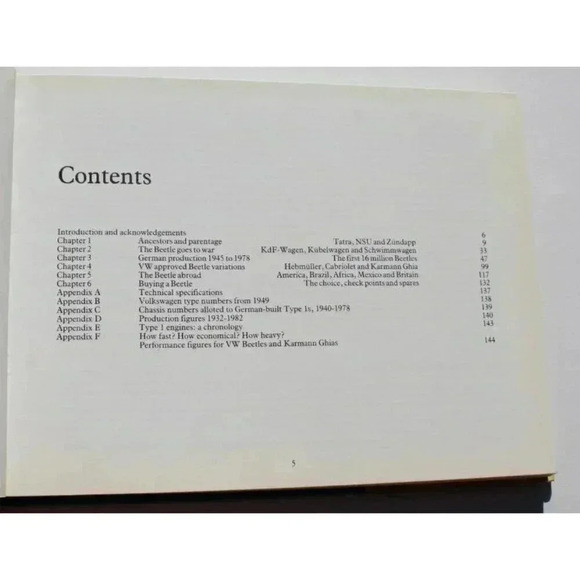 Contents
Introduction and acknowledgements 6
Chapter 1 Ancestors and parentage Tatra, NSU and Zündapp 9
Chapter 2 The Beetle goes to war KdF-Wagen, Kübelwagen and Schwimmwagen 33
Chapter 3 German production 1945 to 1978 The first 16 million Beetles 47
Chapter 4 VW approved Beetle variations Hebmüller, Cabriolet and Karmann Ghia 99
Chapter 5 The Beetle abroad America, Brazil, Africa, Mexico and Britain 117
Chapter 6 Buying a Beetle The choice, check points and spares 132
Appendix A Technical specifications 137
Appendix B Volkswagen type numbers from 1949 138
Appendix C Chassis numbers alloted to German-built Type 1s, 1940-1978 139
Appendix D Production figures 1932-1982 140
Appendix E Type 1 engines: a chronology 143
Appendix F How fast? How economical? How heavy?
Performance figures for VW Beetles and Karmann Ghias 144
5